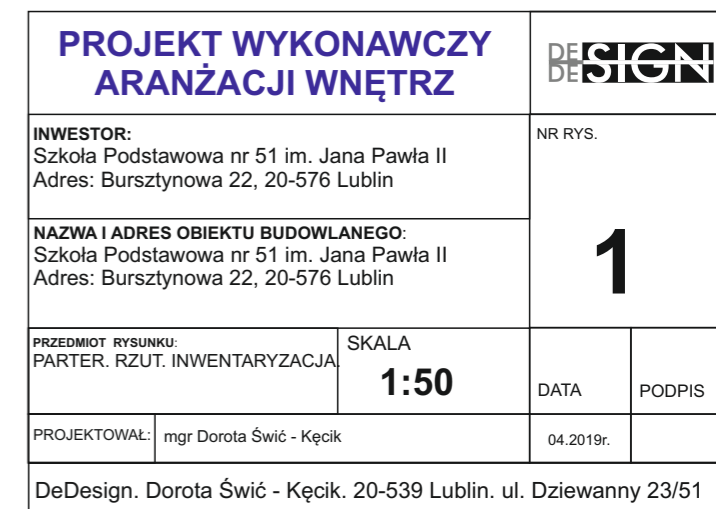 PROJEKT WYKONAWCZY
ARANŻACJI WNĘTRZ
DE
DE SIGN
INWESTOR:
Szkoła Podstawowa nr 51 im. Jana Pawła II
Adres: Bursztynowa 22, 20-576 Lublin
NR RYS.
1
NAZWA I ADRES OBIEKTU BUDOWLANEGO:
Szkoła Podstawowa nr 51 im. Jana Pawła II
Adres: Bursztynowa 22, 20-576 Lublin
PRZEDMIOT RYSUNKU:
PARTER. RZUT. INWENTARYZACJA.
SKALA
1:50
DATA
PODPIS
PROJEKTOWAŁ:
mgr Dorota Świć - Kęcik
04.2019r.
DeDesign. Dorota Świć - Kęcik. 20-539 Lublin. ul. Dziewanny 23/51